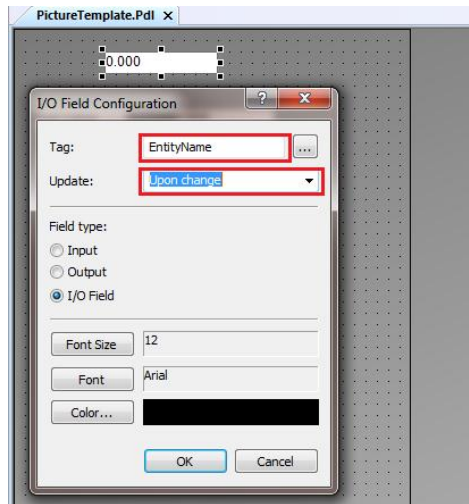 PictureTemplate.Pdl X
0.000
I/O Field Configuration
Tag: EntityName ...
Update: Upon change
Field type:
Input
Output
I/O Field
Font Size 12
Font Arial
Color...
OK Cancel